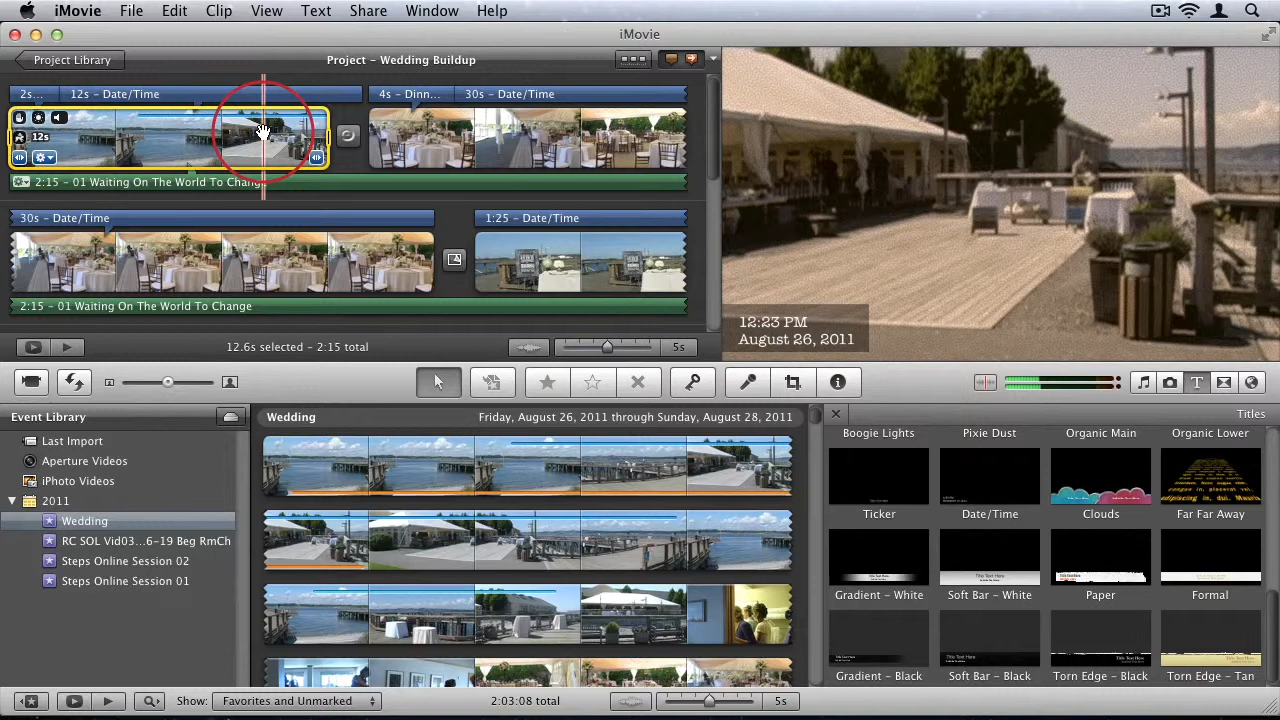 iMovie File Edit Clip View Text Share Window Help
iMovie
Project Library
Project – Wedding Buildup
2s... 12s – Date/Time
4s – Dinn... 30s – Date/Time
12s
2:15 – 01 Waiting On The World To Change
30s – Date/Time
1:25 – Date/Time
2:15 – 01 Waiting On The World To Change
12:23 PM
August 26, 2011
12.6s selected – 2:15 total
5s
Event Library
Last Import
Aperture Videos
iPhoto Videos
2011
Wedding
RC SOL Vid03...6–19 Beg RmCh
Steps Online Session 02
Steps Online Session 01
Wedding
Friday, August 26, 2011 through Sunday, August 28, 2011
Titles
Boogie Lights
Pixie Dust
Organic Main
Organic Lower
Ticker
Date/Time
Clouds
Far Far Away
Gradient – White
Soft Bar – White
Paper
Formal
Gradient – Black
Soft Bar – Black
Torn Edge – Black
Torn Edge – Tan
Show: Favorites and Unmarked
2:03:08 total
5s